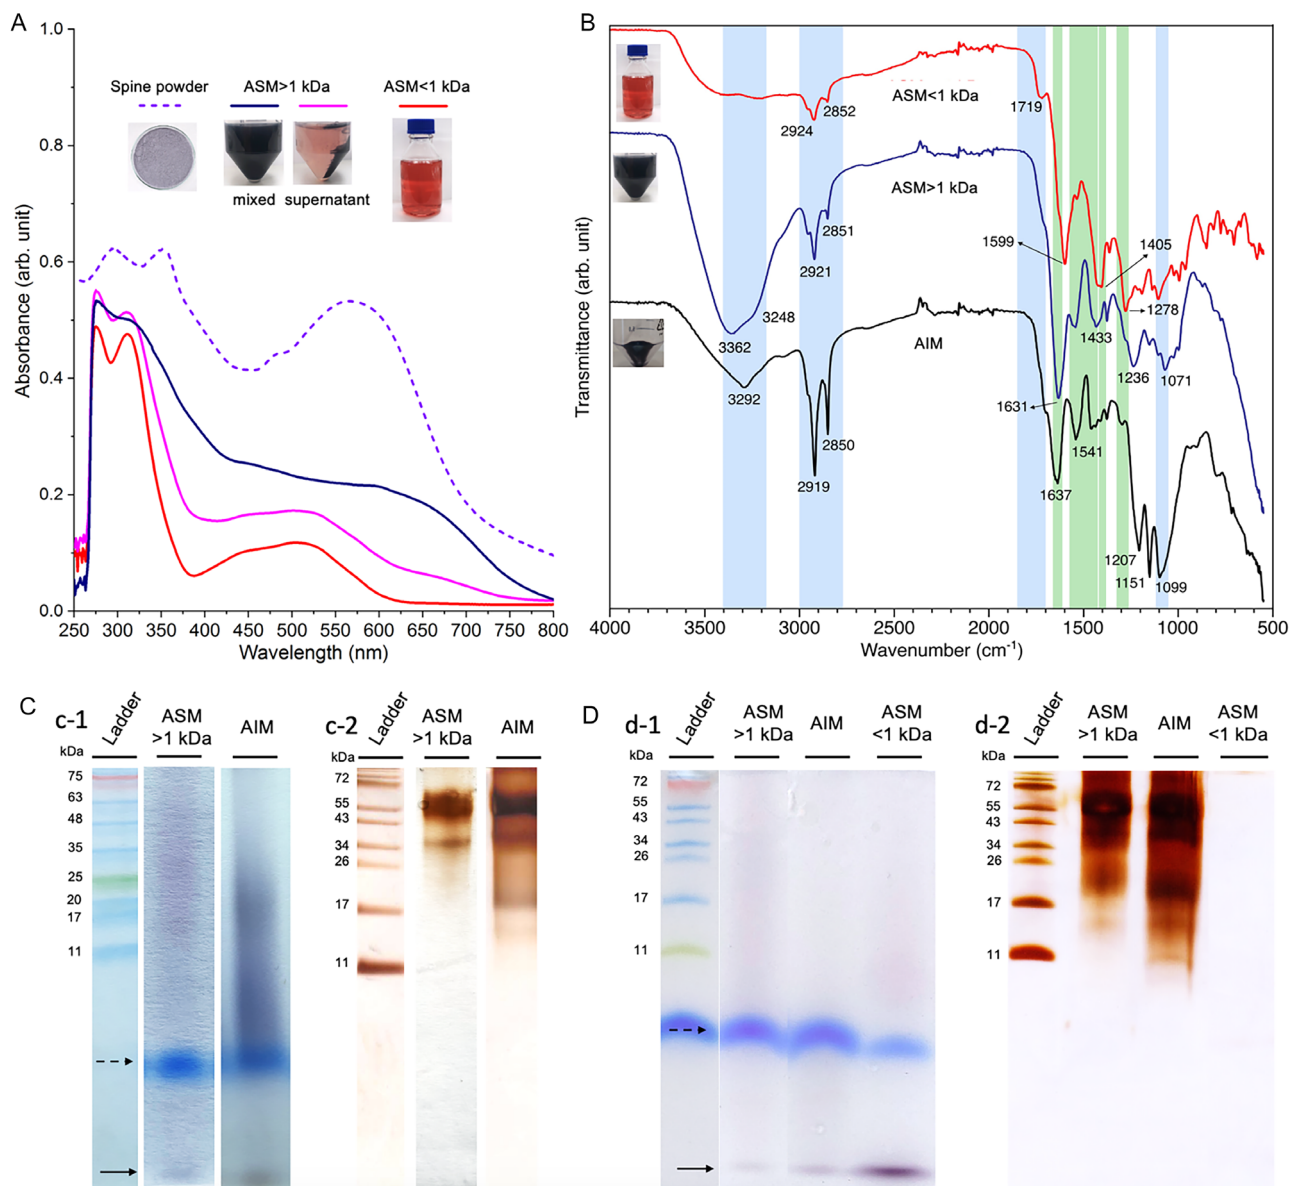 A
1.0
0.8
0.6
0.4
0.2
0.0
Absorbance (arb. unit)
Spine powder
ASM>1 kDa
ASM<1 kDa
mixed
supernatant
250 300 350 400 450 500 550 600 650 700 750 800
Wavelength (nm)
B
Transmittance (arb. unit)
ASM<1 kDa
2924
2852
1719
ASM>1 kDa
1599
1405
1278
2851
2921
3248
3362
1433
1236
1071
AIM
1631
3292
2850
2919
1541
1637
1207
1151
1099
4000 3500 3000 2500 2000 1500 1000 500
Wavenumber (cm⁻¹)
C
c-1
Ladder
ASM
>1 kDa
AIM
kDa
75
63
48
35
25
20
17
11
c-2
Ladder
ASM
>1 kDa
AIM
kDa
72
55
43
34
26
17
11
D
d-1
Ladder
ASM
>1 kDa
AIM
ASM
<1 kDa
kDa
72
55
43
34
26
17
11
d-2
Ladder
ASM
>1 kDa
AIM
ASM
<1 kDa
kDa
72
55
43
34
26
17
11